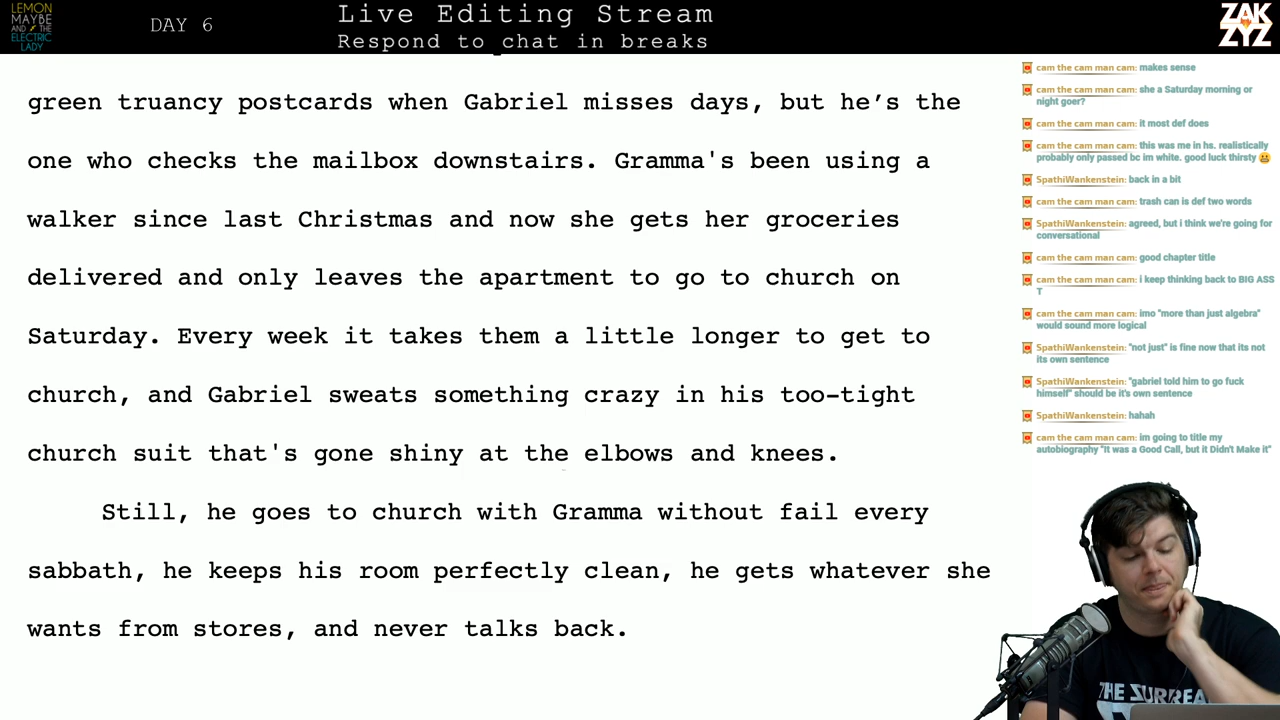 LEMON
MAYBE
AND THE
ELECTRIC
LADY
DAY 6
Live Editing Stream
Respond to chat in breaks
ZAK
ZYZ
green truancy postcards when Gabriel misses days, but he’s the
one who checks the mailbox downstairs. Gramma's been using a
walker since last Christmas and now she gets her groceries
delivered and only leaves the apartment to go to church on
Saturday. Every week it takes them a little longer to get to
church, and Gabriel sweats something crazy in his too-tight
church suit that's gone shiny at the elbows and knees.
Still, he goes to church with Gramma without fail every
sabbath, he keeps his room perfectly clean, he gets whatever she
wants from stores, and never talks back.
cam the cam man cam: makes sense
cam the cam man cam: she a Saturday morning or
night goer?
cam the cam man cam: it most def does
cam the cam man cam: this was me in hs. realistically
probably only passed bc im white. good luck thirsty
SpathiWankenstein: back in a bit
cam the cam man cam: trash can is def two words
SpathiWankenstein: agreed, but i think we're going for
conversational
cam the cam man cam: good chapter title
cam the cam man cam: i keep thinking back to BIG ASS
T
cam the cam man cam: imo "more than just algebra"
would sound more logical
SpathiWankenstein: "not just" is fine now that its not
its own sentence
SpathiWankenstein: "gabriel told him to go fuck
himself" should be it's own sentence
SpathiWankenstein: hahah
cam the cam man cam: im going to title my
autobiography "It was a Good Call, but it Didn't Make it"
THE SURREA